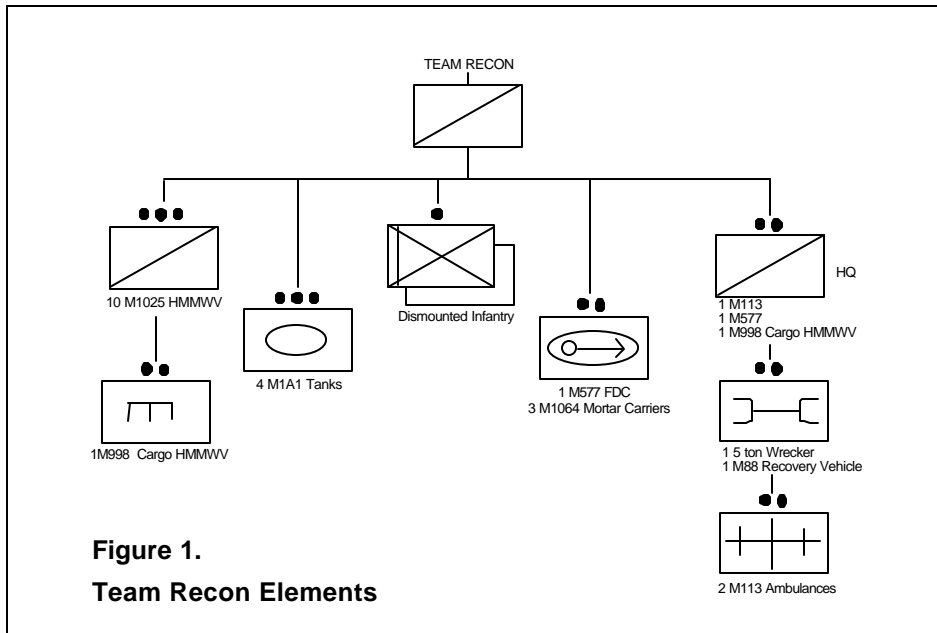 TEAM RECON
10 M1025 HMMWV
1M998  Cargo HMMWV
4 M1A1 Tanks
Dismounted Infantry
1 M577 FDC
3 M1064 Mortar Carriers
HQ
1 M113
1 M577
1 M998 Cargo HMMWV
1 5 ton Wrecker
1 M88 Recovery Vehicle
2 M113 Ambulances
Figure 1.
Team Recon Elements